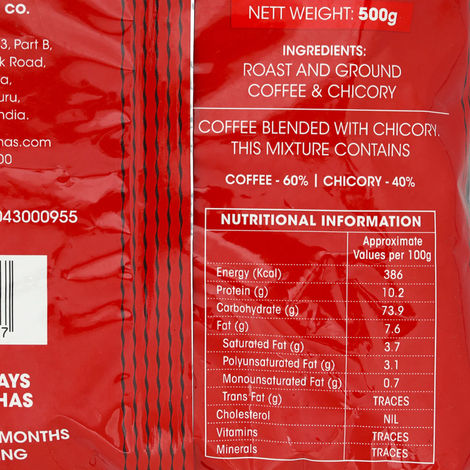 CO.
3, Part B,
k Road,
a,
uru,
ndia.
nas.com
00
043000955
7
AYS
HAS
MONTHS
NG
NETT WEIGHT: 500g
INGREDIENTS:
ROAST AND GROUND
COFFEE & CHICORY
COFFEE BLENDED WITH CHICORY.
THIS MIXTURE CONTAINS
COFFEE - 60% | CHICORY - 40%
NUTRITIONAL INFORMATION
Approximate
Values per 100g
Energy (Kcal) 386
Protein (g) 10.2
Carbohydrate (g) 73.9
Fat (g) 7.6
Saturated Fat (g) 3.7
Polyunsaturated Fat (g) 3.1
Monounsaturated Fat (g) 0.7
Trans Fat (g) TRACES
Cholesterol NIL
Vitamins TRACES
Minerals TRACES